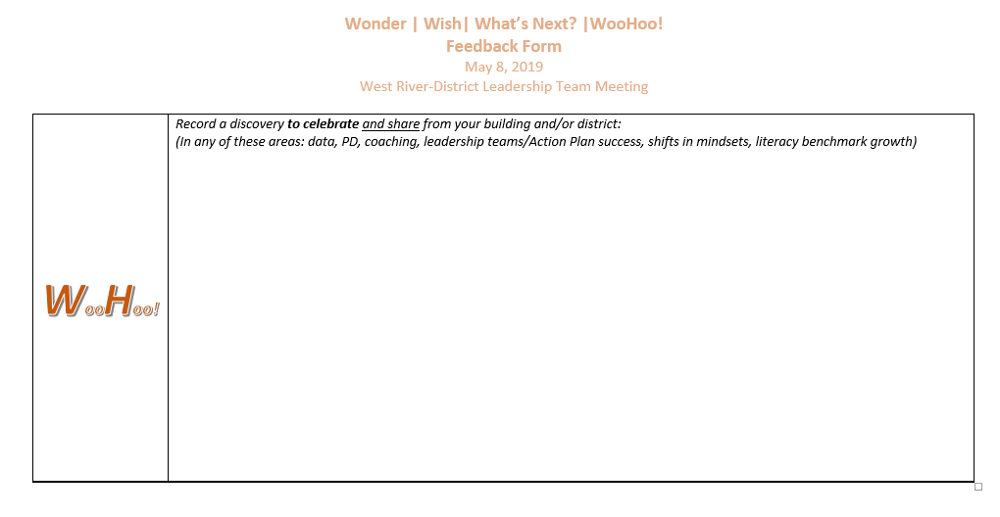 Wonder | Wish| What’s Next? |WooHoo!
Feedback Form
May 8, 2019
West River-District Leadership Team Meeting
Record a discovery to celebrate and share from your building and/or district:
(In any of these areas: data, PD, coaching, leadership teams/Action Plan success, shifts in mindsets, literacy benchmark growth)
WooHoo!